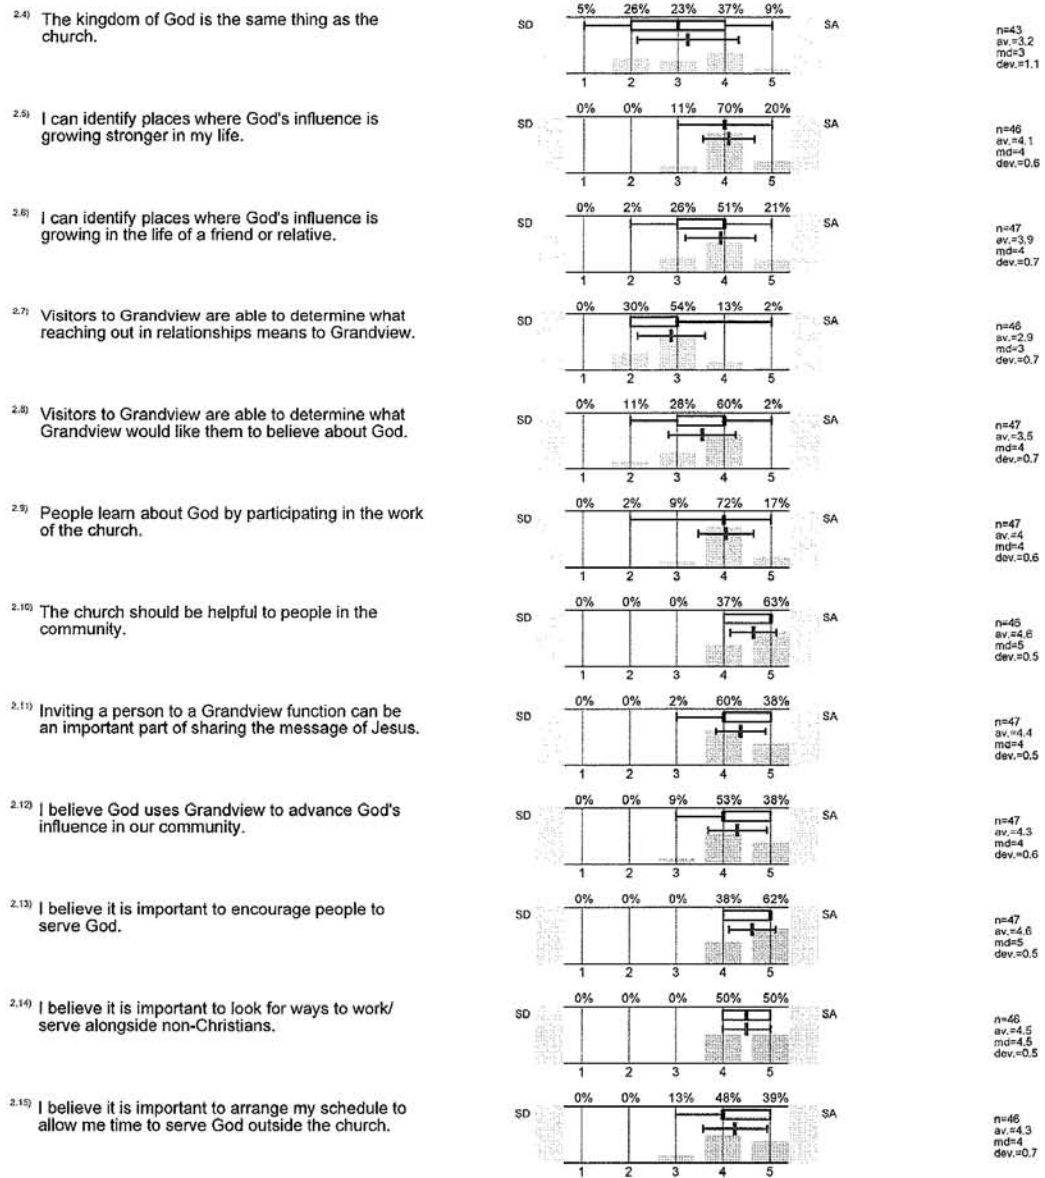 2.4) The kingdom of God is the same thing as the
church.
5% 26% 23% 37% 9%
SD SA
1 2 3 4 5
n=43
av.=3.2
md=3
dev.=1.1
2.5) I can identify places where God's influence is
growing stronger in my life.
0% 0% 11% 70% 20%
SD SA
1 2 3 4 5
n=46
av.=4.1
md=4
dev.=0.6
2.6) I can identify places where God's influence is
growing in the life of a friend or relative.
0% 2% 26% 51% 21%
SD SA
1 2 3 4 5
n=47
av.=3.9
md=4
dev.=0.7
2.7) Visitors to Grandview are able to determine what
reaching out in relationships means to Grandview.
0% 30% 54% 13% 2%
SD SA
1 2 3 4 5
n=46
av.=2.9
md=3
dev.=0.7
2.8) Visitors to Grandview are able to determine what
Grandview would like them to believe about God.
0% 11% 28% 60% 2%
SD SA
1 2 3 4 5
n=47
av.=3.5
md=4
dev.=0.7
2.9) People learn about God by participating in the work
of the church.
0% 2% 9% 72% 17%
SD SA
1 2 3 4 5
n=47
av.=4
md=4
dev.=0.6
2.10) The church should be helpful to people in the
community.
0% 0% 0% 37% 63%
SD SA
1 2 3 4 5
n=46
av.=4.6
md=5
dev.=0.5
2.11) Inviting a person to a Grandview function can be
an important part of sharing the message of Jesus.
0% 0% 2% 60% 38%
SD SA
1 2 3 4 5
n=47
av.=4.4
md=4
dev.=0.5
2.12) I believe God uses Grandview to advance God's
influence in our community.
0% 0% 9% 53% 38%
SD SA
1 2 3 4 5
n=47
av.=4.3
md=4
dev.=0.6
2.13) I believe it is important to encourage people to
serve God.
0% 0% 0% 38% 62%
SD SA
1 2 3 4 5
n=47
av.=4.6
md=5
dev.=0.5
2.14) I believe it is important to look for ways to work/
serve alongside non-Christians.
0% 0% 0% 50% 50%
SD SA
1 2 3 4 5
n=46
av.=4.5
md=4.5
dev.=0.5
2.15) I believe it is important to arrange my schedule to
allow me time to serve God outside the church.
0% 0% 13% 48% 39%
SD SA
1 2 3 4 5
n=46
av.=4.3
md=4
dev.=0.7